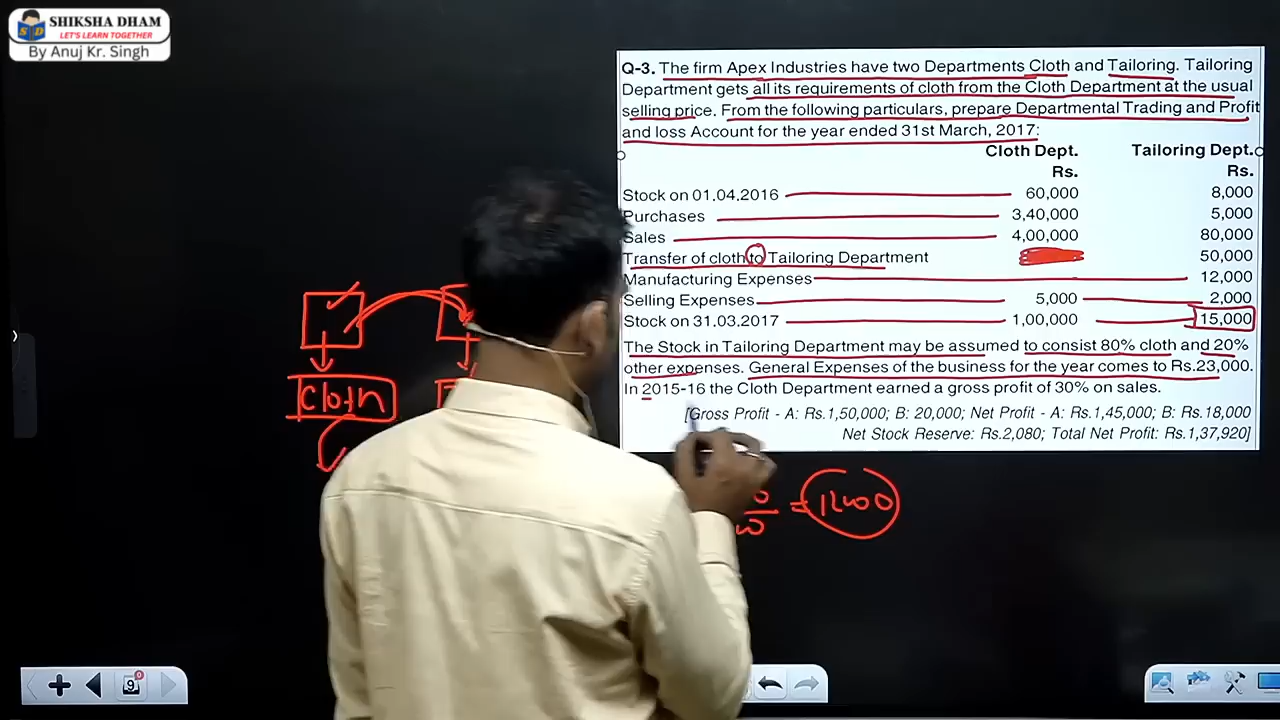 SHIKSHA DHAM
LET'S LEARN TOGETHER
By Anuj Kr. Singh
Q-3. The firm Apex Industries have two Departments Cloth and Tailoring. Tailoring
Department gets all its requirements of cloth from the Cloth Department at the usual
selling price. From the following particulars, prepare Departmental Trading and Profit
and loss Account for the year ended 31st March, 2017:
Cloth Dept. Tailoring Dept.
Rs. Rs.
Stock on 01.04.2016 60,000 8,000
Purchases 3,40,000 5,000
Sales 4,00,000 80,000
Transfer of cloth to Tailoring Department 50,000
Manufacturing Expenses 12,000
Selling Expenses 5,000 2,000
Stock on 31.03.2017 1,00,000 15,000
The Stock in Tailoring Department may be assumed to consist 80% cloth and 20%
other expenses. General Expenses of the business for the year comes to Rs.23,000.
In 2015-16 the Cloth Department earned a gross profit of 30% on sales.
[Gross Profit - A: Rs.1,50,000; B: 20,000; Net Profit - A: Rs.1,45,000; B: Rs.18,000
Net Stock Reserve: Rs.2,080; Total Net Profit: Rs.1,37,920]
Cloth
= 12000
9